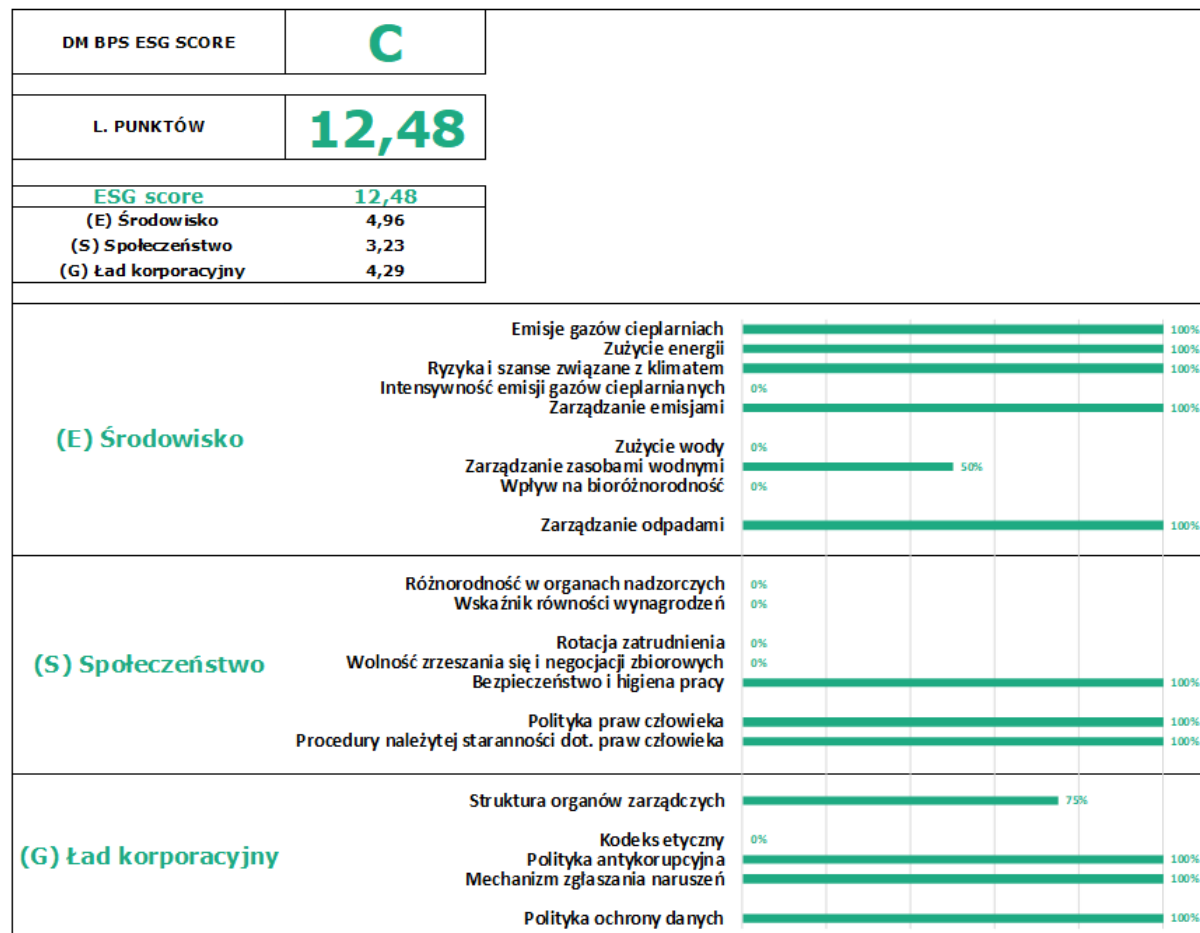 DM BPS ESG SCORE C
L. PUNKTÓW 12,48
ESG score 12,48
(E) Środowisko 4,96
(S) Społeczeństwo 3,23
(G) Ład korporacyjny 4,29
(E) Środowisko
Emisje gazów cieplarniach 100%
Zużycie energii 100%
Ryzyka i szanse związane z klimatem 100%
Intensywność emisji gazów cieplarnianych 0%
Zarządzanie emisjami 100%
Zużycie wody 0%
Zarządzanie zasobami wodnymi 50%
Wpływ na bioróżnorodność 0%
Zarządzanie odpadami 100%
(S) Społeczeństwo
Różnorodność w organach nadzorczych 0%
Wskaźnik równości wynagrodzeń 0%
Rotacja zatrudnienia 0%
Wolność zrzeszania się i negocjacji zbiorowych 0%
Bezpieczeństwo i higiena pracy 100%
Polityka praw człowieka 100%
Procedury należytej staranności dot. praw człowieka 100%
(G) Ład korporacyjny
Struktura organów zarządczych 75%
Kodeks etyczny 0%
Polityka antykorupcyjna 100%
Mechanizm zgłaszania naruszeń 100%
Polityka ochrony danych 100%